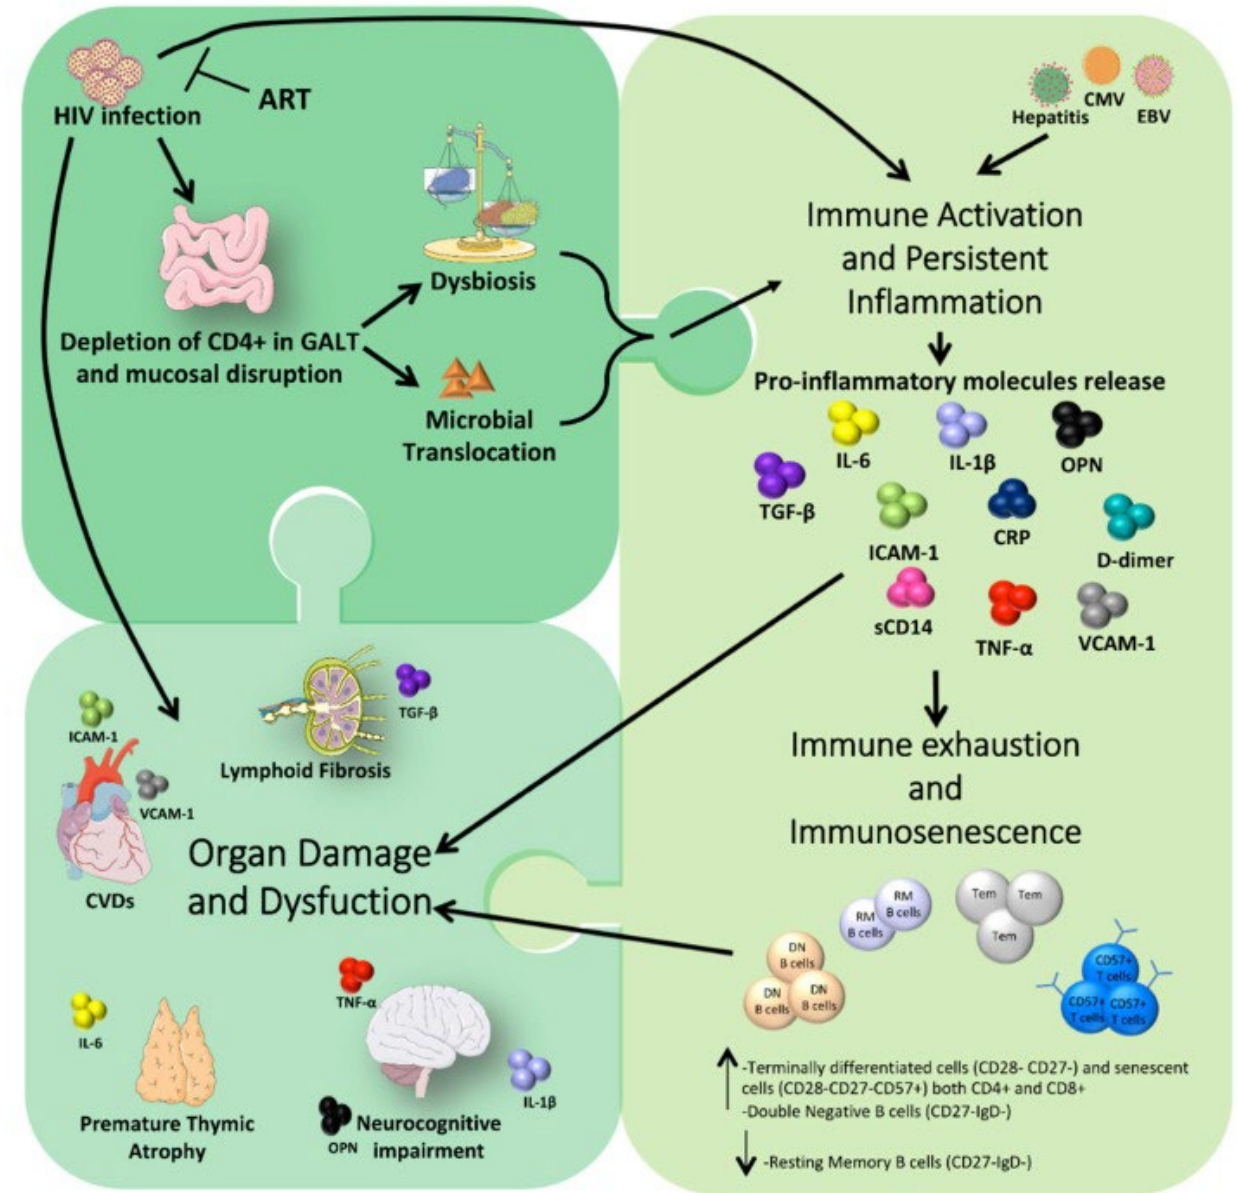 HIV infection
ART
Dysbiosis
Depletion of CD4+ in GALT
and mucosal disruption
Microbial
Translocation
Hepatitis
CMV
EBV
Immune Activation
and Persistent
Inflammation
Pro-inflammatory molecules release
IL-6
IL-1β
OPN
TGF-β
ICAM-1
CRP
D-dimer
sCD14
TNF-α
VCAM-1
Immune exhaustion
and
Immunosenescence
RM
B cells
RM
B cells
Tem
Tem
Tem
DN
B cells
DN
B cells
DN
B cells
CD57+
T cells
CD57+
T cells
CD57+
T cells
-Terminally differentiated cells (CD28- CD27-) and senescent
cells (CD28-CD27-CD57+) both CD4+ and CD8+
-Double Negative B cells (CD27-IgD-)
-Resting Memory B cells (CD27-IgD-)
ICAM-1
VCAM-1
CVDs
TGF-β
Lymphoid Fibrosis
Organ Damage
and Dysfuction
IL-6
Premature Thymic
Atrophy
TNF-α
IL-1β
OPN
Neurocognitive
impairment